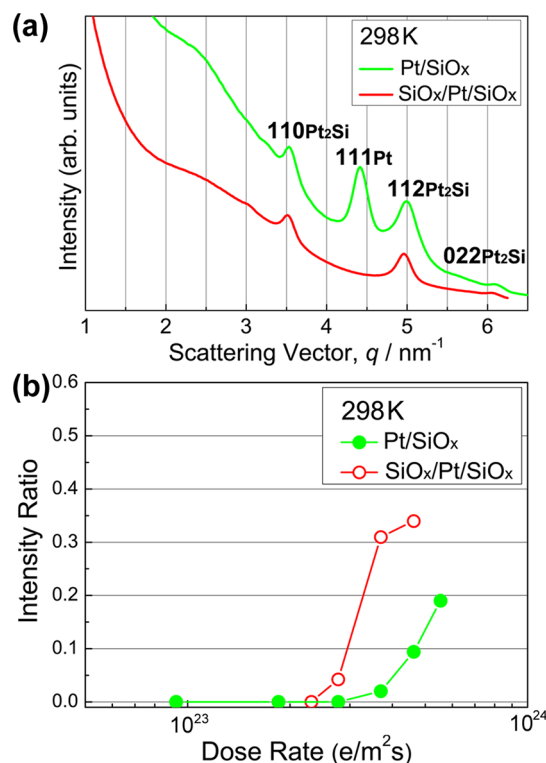 (a)
298K
Pt/SiOx
SiOx/Pt/SiOx
110Pt2Si
111Pt
112Pt2Si
022Pt2Si
Intensity (arb. units)
1 2 3 4 5 6
Scattering Vector, q / nm-1
(b)
298K
Pt/SiOx
SiOx/Pt/SiOx
0.6
0.5
0.4
0.3
0.2
0.1
0.0
Intensity Ratio
10^23 10^24
Dose Rate (e/m2s)